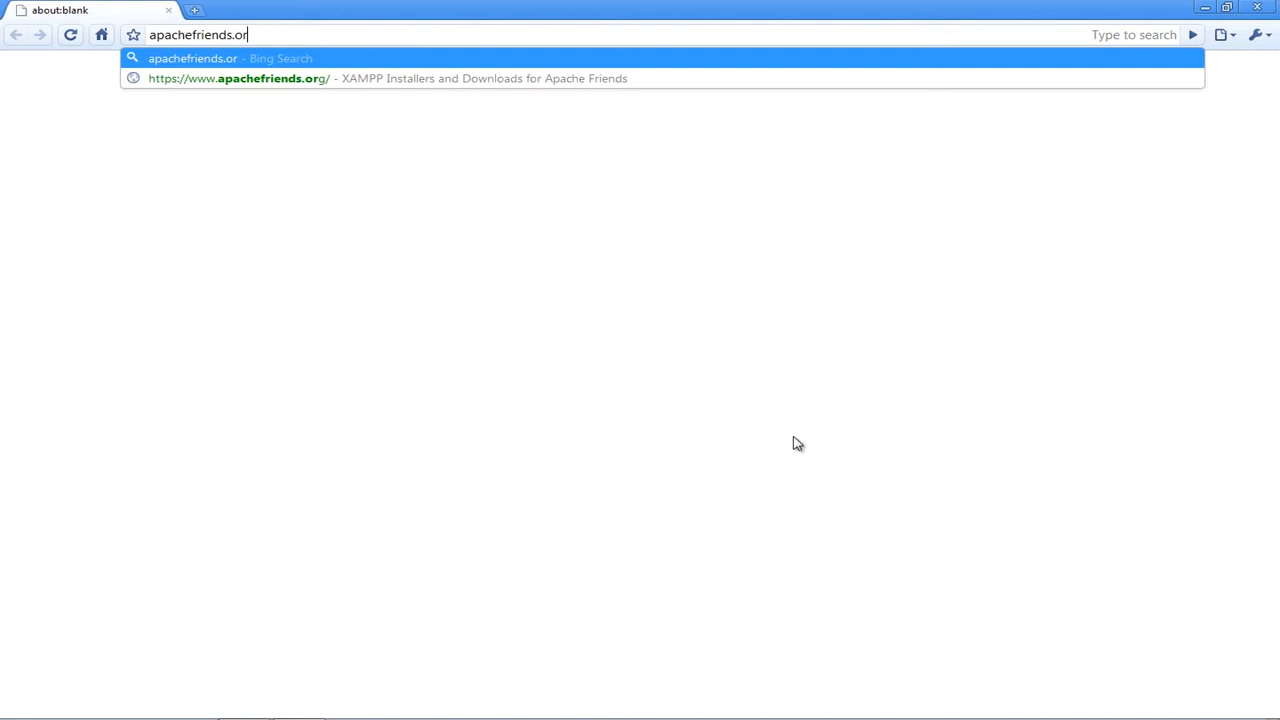 about:blank
apachefriends.or
Type to search
apachefriends.or - Bing Search
https://www.apachefriends.org/ - XAMPP Installers and Downloads for Apache Friends